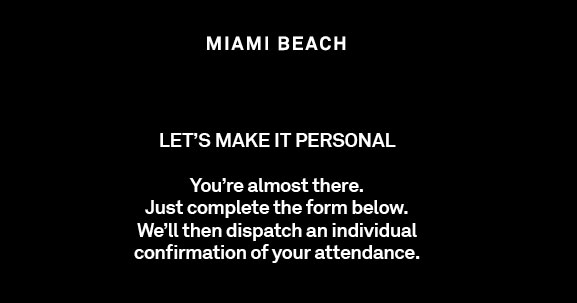 MIAMI BEACH
LET’S MAKE IT PERSONAL
You’re almost there.
Just complete the form below.
We’ll then dispatch an individual
confirmation of your attendance.